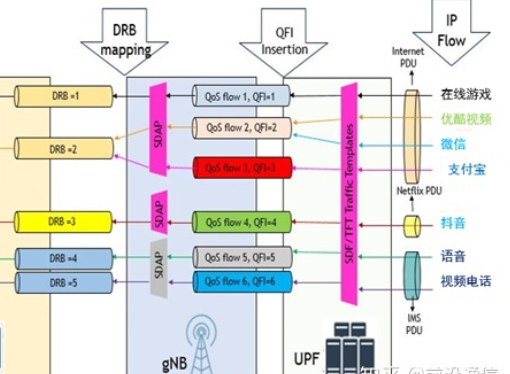 DRB
mapping
QFI
Insertion
IP
Flow
Internet
PDU
DRB =1
QoS flow 1, QFI=1
在线游戏
QoS flow 2, QFI=2
优酷视频
DRB =2
SDAP
微信
QoS flow 3, QFI=3
支付宝
SDF/TFT Traffic Templates
Netflix PDU
DRB =3
SDAP
QoS flow 4, QFI=4
抖音
DRB =4
SDAP
QoS flow 5, QFI=5
语音
DRB =5
QoS flow 6, QFI=6
视频电话
IMS
PDU
gNB
UPF